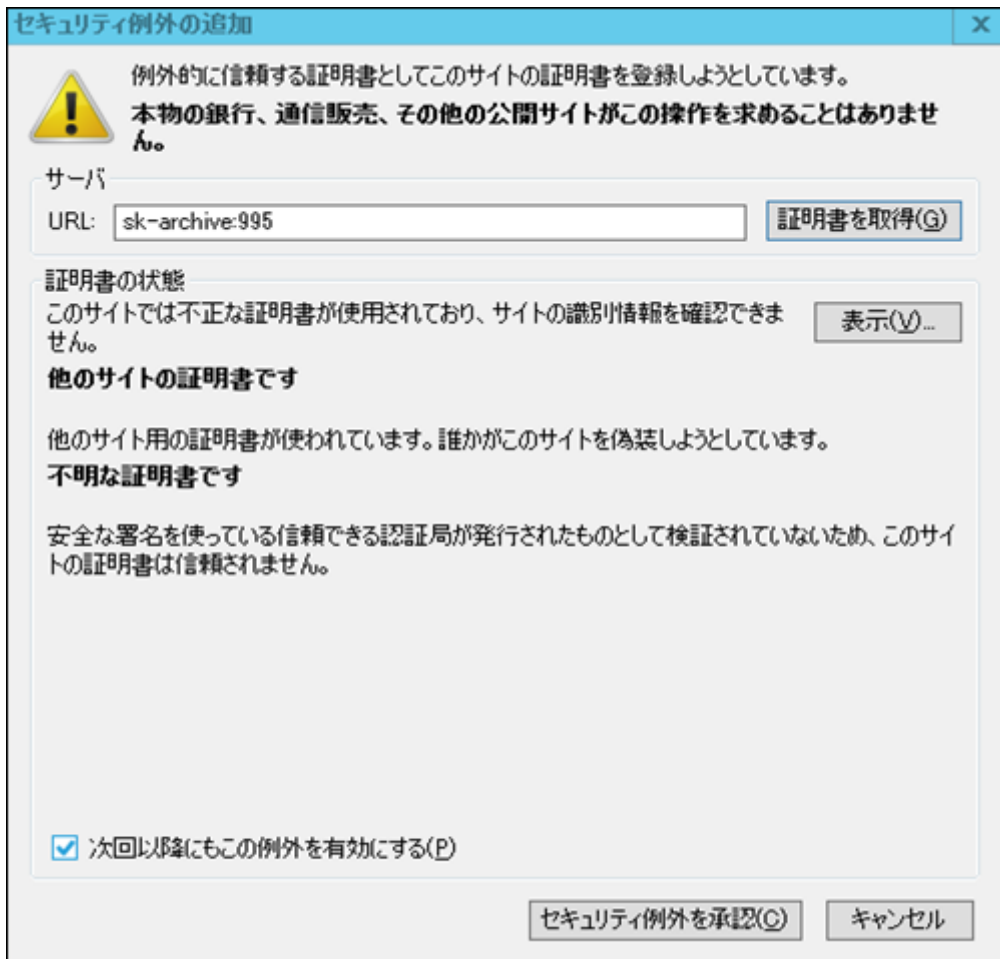 セキュリティ例外の追加
例外的に信頼する証明書としてこのサイトの証明書を登録しようとしています。
本物の銀行、通信販売、その他の公開サイトがこの操作を求めることはありませ
ん。
サーバ
URL: sk-archive:995 証明書を取得(G)
証明書の状態
このサイトでは不正な証明書が使用されており、サイトの識別情報を確認できま
せん。
表示(V)...
他のサイトの証明書です
他のサイト用の証明書が使われています。誰かがこのサイトを偽装しようとしています。
不明な証明書です
安全な署名を使っている信頼できる認証局が発行されたものとして検証されていないため、このサイ
トの証明書は信頼されません。
次回以降にもこの例外を有効にする(P)
セキュリティ例外を承認(C) キャンセル